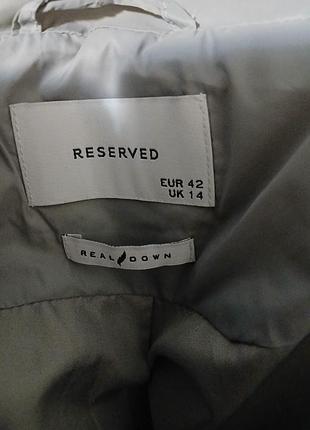 RESERVED
EUR 42
UK 14
REAL DOWN